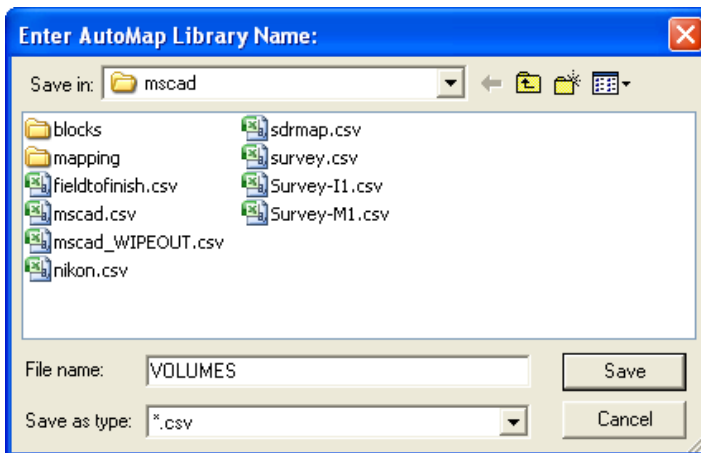 Enter AutoMap Library Name:
Save in: mscad
blocks
mapping
fieldtofinish.csv
mscad.csv
mscad_WIPEOUT.csv
nikon.csv
sdrmap.csv
survey.csv
Survey-I1.csv
Survey-M1.csv
File name: VOLUMES Save
Save as type: *.csv Cancel